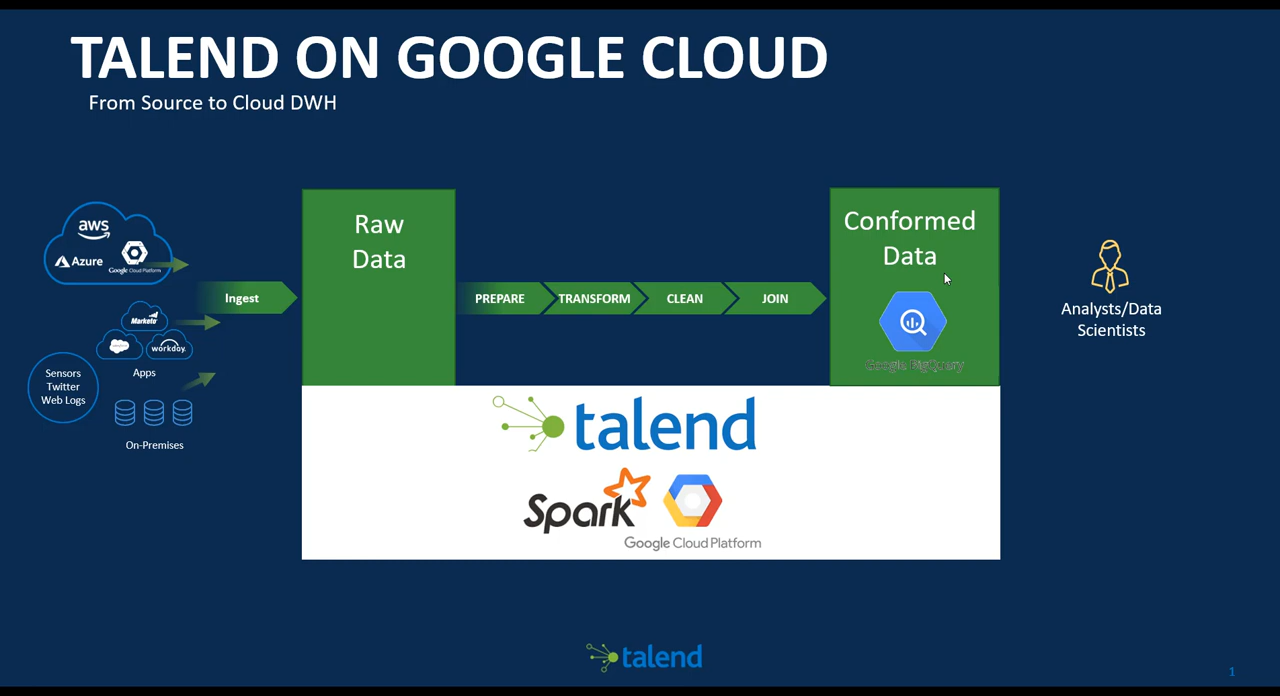 TALEND ON GOOGLE CLOUD
From Source to Cloud DWH
aws
Azure
Google Cloud Platform
Marketo
workday
Apps
Sensors
Twitter
Web Logs
On-Premises
Ingest
Raw
Data
PREPARE
TRANSFORM
CLEAN
JOIN
Conformed
Data
Google BigQuery
Analysts/Data
Scientists
talend
Spark
Google Cloud Platform
talend
1